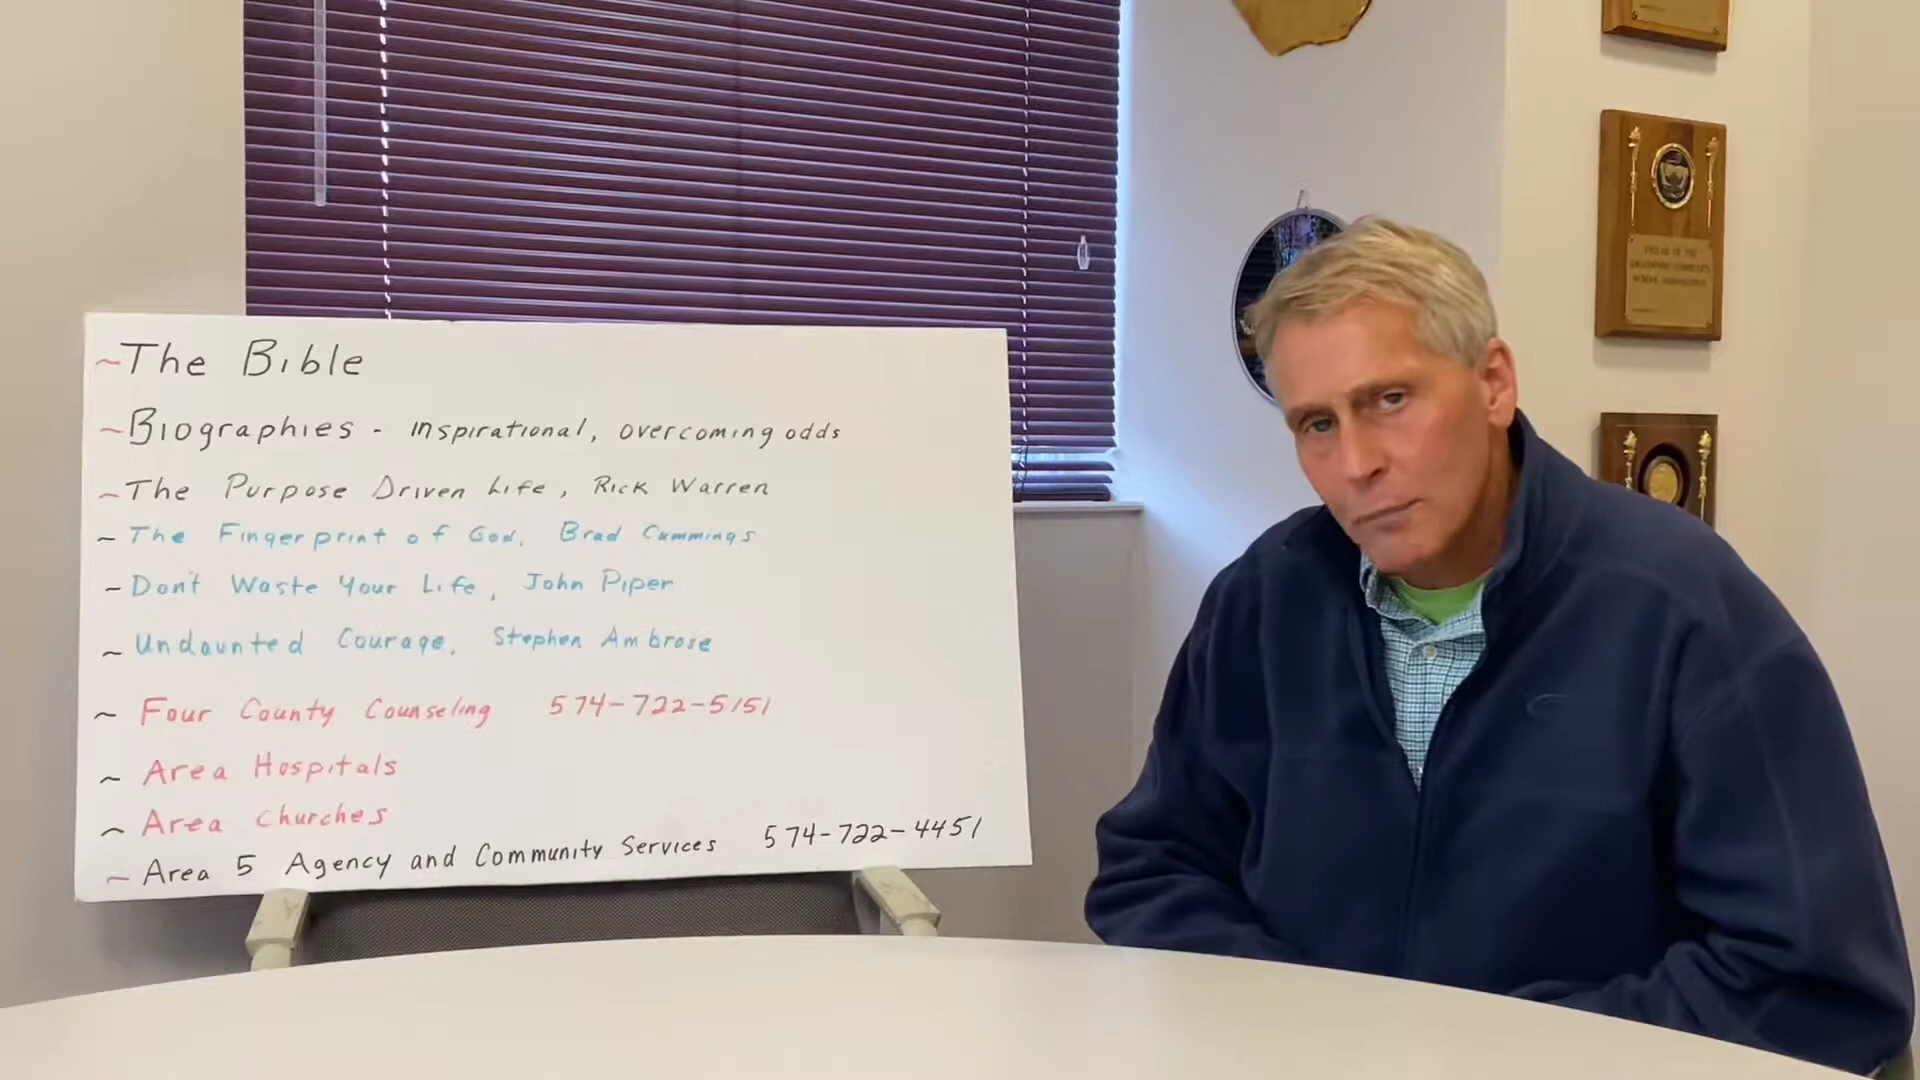 ~The Bible
~Biographies - inspirational, overcoming odds
~The Purpose Driven Life, Rick Warren
~The Fingerprint of God, Brad Cummings
~Don't Waste Your Life, John Piper
~Undaunted Courage, Stephen Ambrose
~Four County Counseling 574-722-5151
~Area Hospitals
~Area Churches
~Area 5 Agency and Community Services 574-722-4451